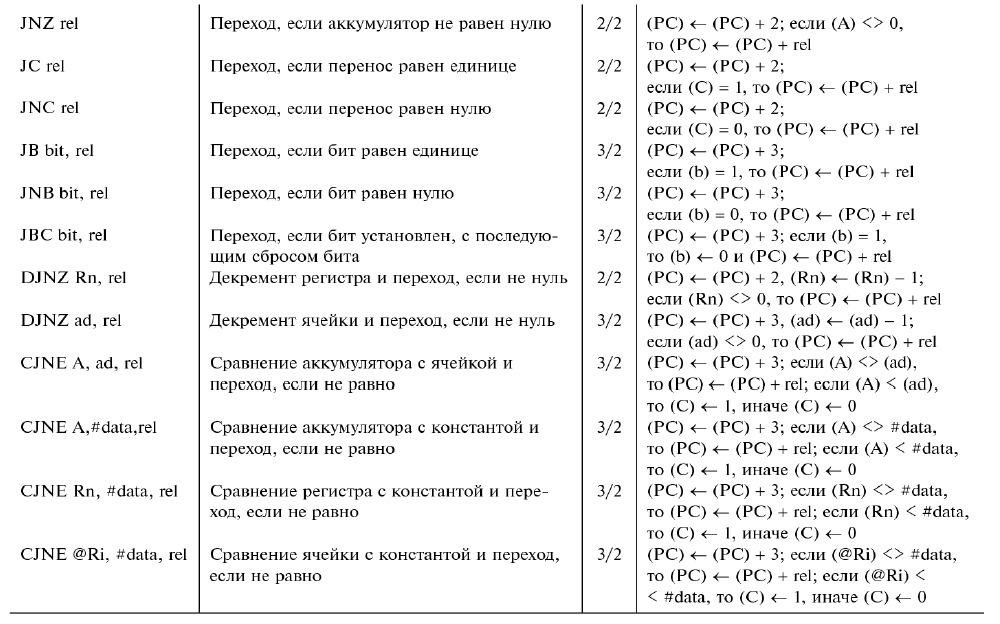 JNZ rel Переход, если аккумулятор не равен нулю 2/2 (PC) ← (PC) + 2; если (A) <> 0,
то (PC) ← (PC) + rel
JC rel Переход, если перенос равен единице 2/2 (PC) ← (PC) + 2;
если (C) = 1, то (PC) ← (PC) + rel
JNC rel Переход, если перенос равен нулю 2/2 (PC) ← (PC) + 2;
если (C) = 0, то (PC) ← (PC) + rel
JB bit, rel Переход, если бит равен единице 3/2 (PC) ← (PC) + 3;
если (b) = 1, то (PC) ← (PC) + rel
JNB bit, rel Переход, если бит равен нулю 3/2 (PC) ← (PC) + 3;
если (b) = 0, то (PC) ← (PC) + rel
JBC bit, rel Переход, если бит установлен, с последую- 3/2 (PC) ← (PC) + 3; если (b) = 1,
щим сбросом бита то (b) ← 0 и (PC) ← (PC) + rel
DJNZ Rn, rel Декремент регистра и переход, если не нуль 2/2 (PC) ← (PC) + 2, (Rn) ← (Rn) − 1;
если (Rn) <> 0, то (PC) ← (PC) + rel
DJNZ ad, rel Декремент ячейки и переход, если не нуль 3/2 (PC) ← (PC) + 3, (ad) ← (ad) − 1;
если (ad) <> 0, то (PC) ← (PC) + rel
CJNE A, ad, rel Сравнение аккумулятора с ячейкой и 3/2 (PC) ← (PC) + 3; если (A) <> (ad),
переход, если не равно то (PC) ← (PC) + rel; если (A) < (ad),
то (C) ← 1, иначе (C) ← 0
CJNE A,#data,rel Сравнение аккумулятора с константой и 3/2 (PC) ← (PC) + 3; если (A) <> #data,
переход, если не равно то (PC) ← (PC) + rel; если (A) < #data,
то (C) ← 1, иначе (C) ← 0
CJNE Rn, #data, rel Сравнение регистра с константой и пере- 3/2 (PC) ← (PC) + 3; если (Rn) <> #data,
ход, если не равно то (PC) ← (PC) + rel; если (Rn) < #data,
то (C) ← 1, иначе (C) ← 0
CJNE @Ri, #data, rel Сравнение ячейки с константой и переход, 3/2 (PC) ← (PC) + 3; если (@Ri) <> #data,
если не равно то (PC) ← (PC) + rel; если (@Ri) <
< #data, то (C) ← 1, иначе (C) ← 0